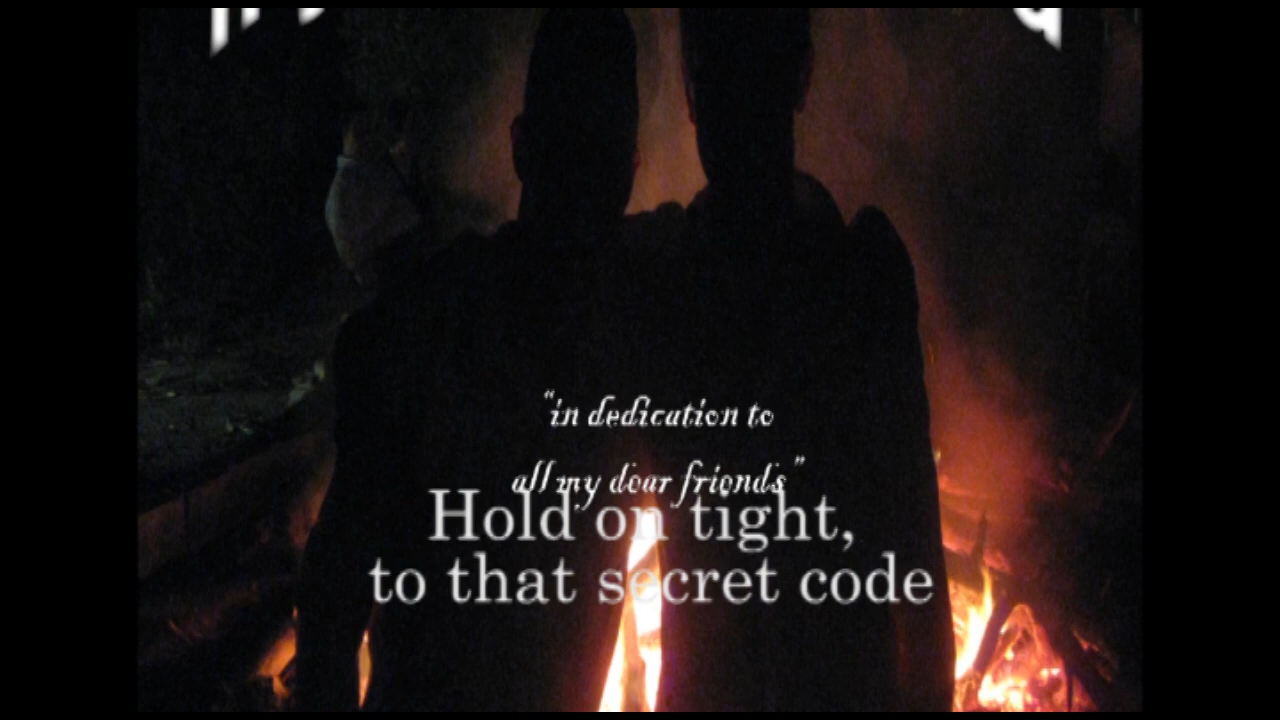 “in dedication to
all my dear friends”
Hold on tight,
to that secret code